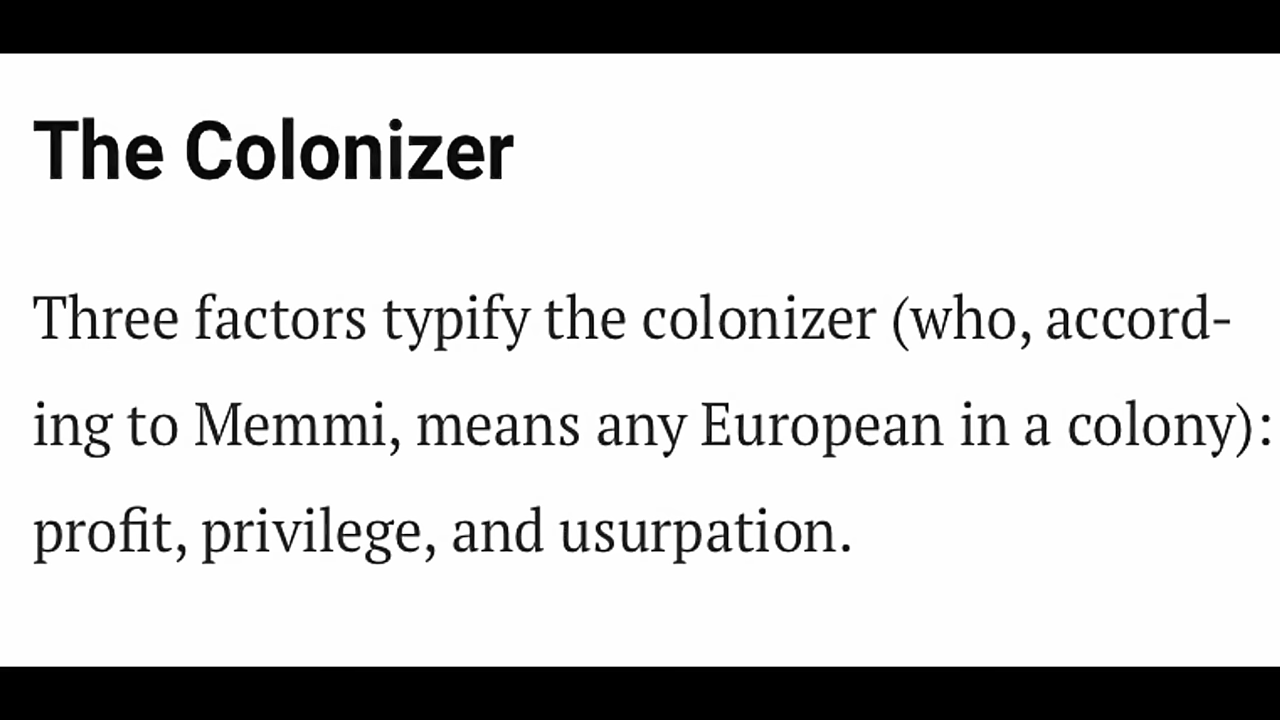 The Colonizer
Three factors typify the colonizer (who, accord-
ing to Memmi, means any European in a colony):
profit, privilege, and usurpation.